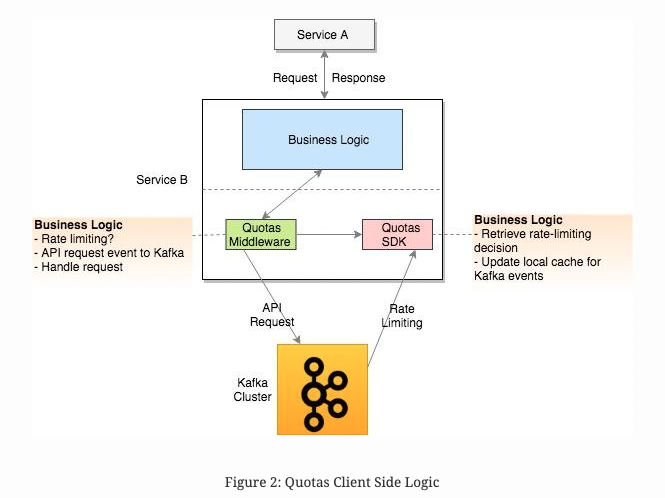 Service A
Request
Response
Business Logic
Service B
Quotas
Middleware
Quotas
SDK
Business Logic
- Rate limiting?
- API request event to Kafka
- Handle request
Business Logic
- Retrieve rate-limiting
decision
- Update local cache for
Kafka events
API
Request
Rate
Limiting
Kafka
Cluster
Figure 2: Quotas Client Side Logic